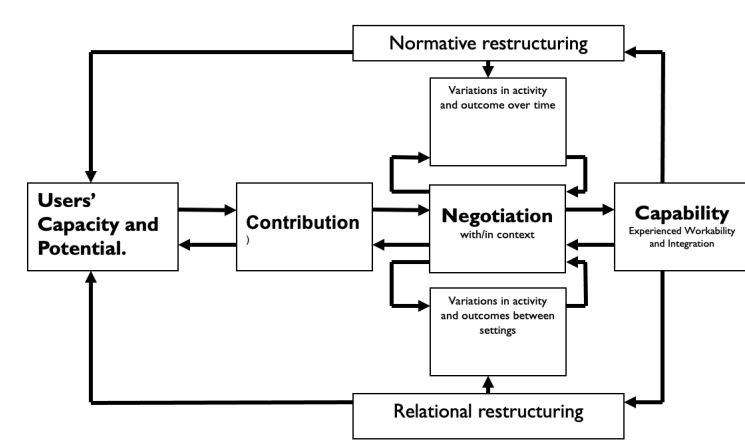 Normative restructuring
Variations in activity
and outcome over time
Users’
Capacity and
Potential.
Contribution
)
Negotiation
with/in context
Capability
Experienced Workability
and Integration
Variations in activity
and outcomes between
settings
Relational restructuring